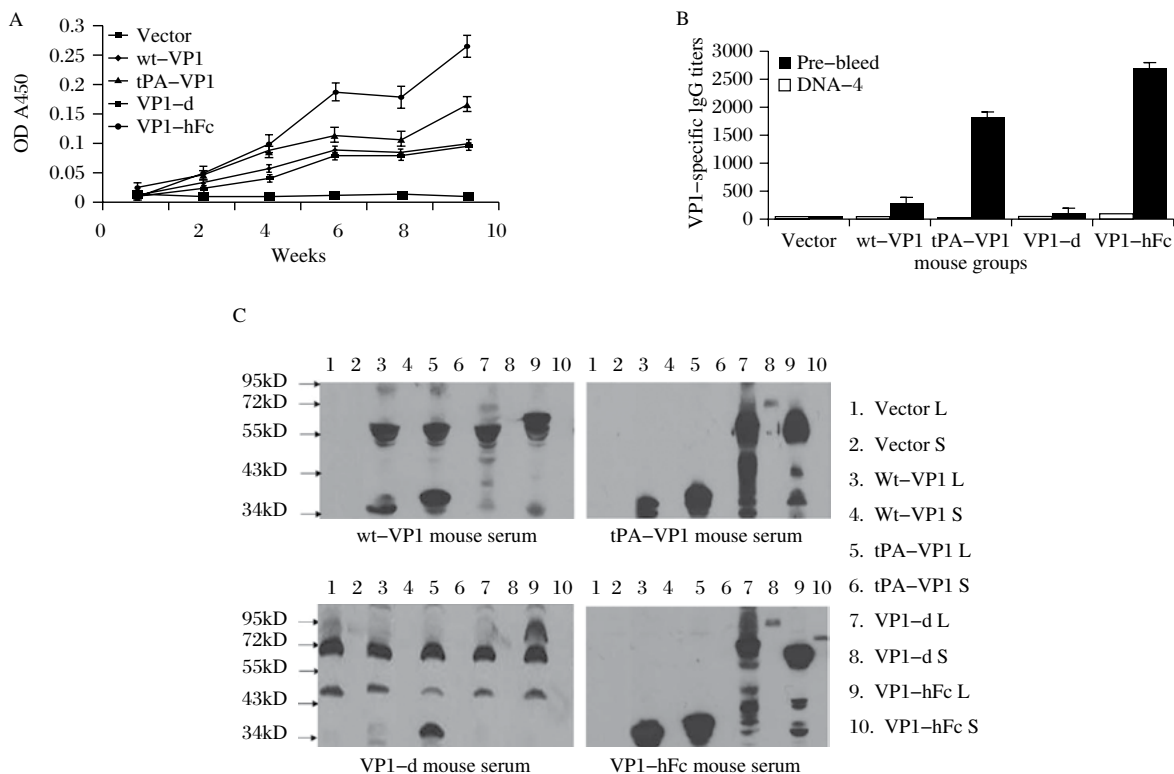 A
OD A450
0.3
0.25
0.2
0.15
0.1
0.05
0
Vector
wt-VP1
tPA-VP1
VP1-d
VP1-hFc
0 2 4 6 8 10
Weeks
B
VP1-specific IgG titers
3000
2500
2000
1500
1000
500
0
Pre-bleed
DNA-4
Vector wt-VP1 tPA-VP1 VP1-d VP1-hFc
mouse groups
C
1 2 3 4 5 6 7 8 9 10
95kD
72kD
55kD
43kD
34kD
wt-VP1 mouse serum
1 2 3 4 5 6 7 8 9 10
tPA-VP1 mouse serum
1 2 3 4 5 6 7 8 9 10
95kD
72kD
55kD
43kD
34kD
VP1-d mouse serum
1 2 3 4 5 6 7 8 9 10
VP1-hFc mouse serum
1. Vector L
2. Vector S
3. Wt-VP1 L
4. Wt-VP1 S
5. tPA-VP1 L
6. tPA-VP1 S
7. VP1-d L
8. VP1-d S
9. VP1-hFc L
10. VP1-hFc S